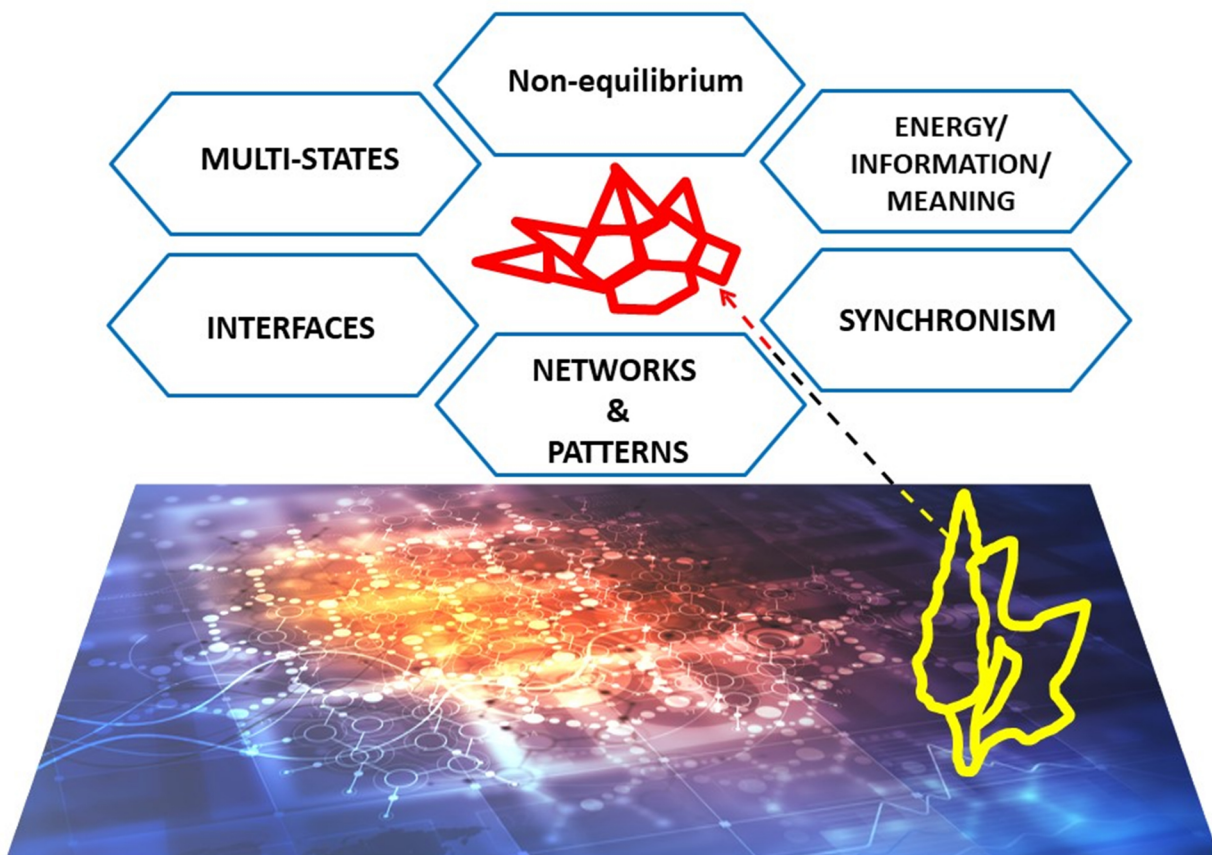 Non-equilibrium
MULTI-STATES
ENERGY/
INFORMATION/
MEANING
INTERFACES
SYNCHRONISM
NETWORKS
&
PATTERNS